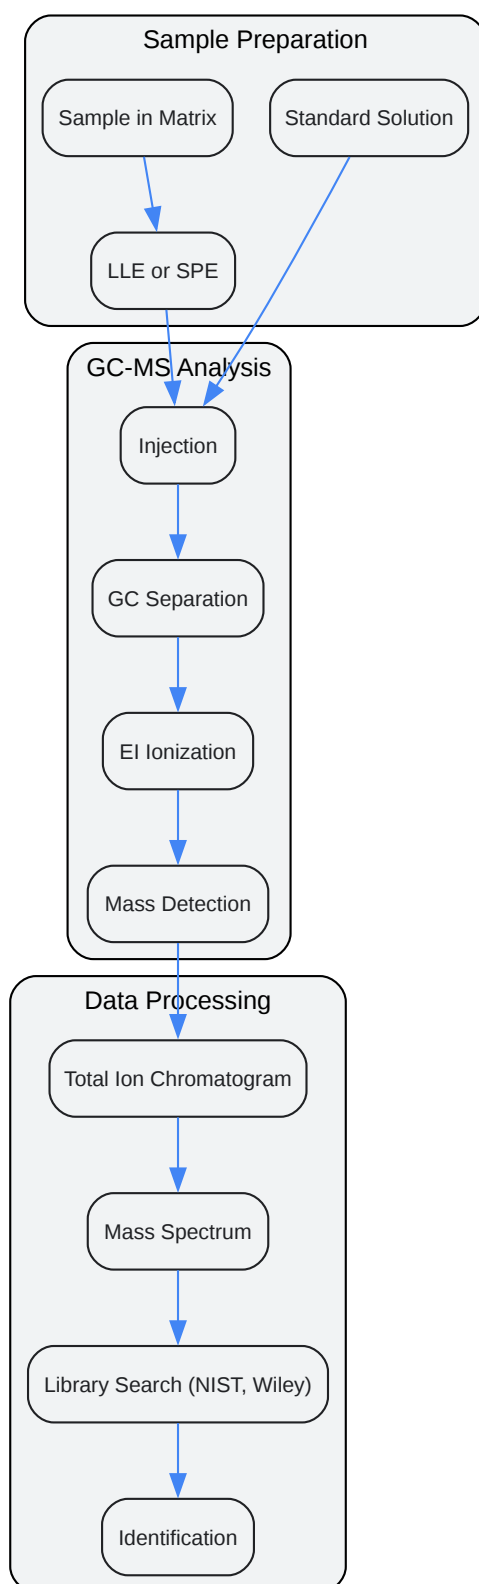 Sample Preparation
Sample in Matrix
Standard Solution
LLE or SPE
GC-MS Analysis
Injection
GC Separation
EI Ionization
Mass Detection
Data Processing
Total Ion Chromatogram
Mass Spectrum
Library Search (NIST, Wiley)
Identification